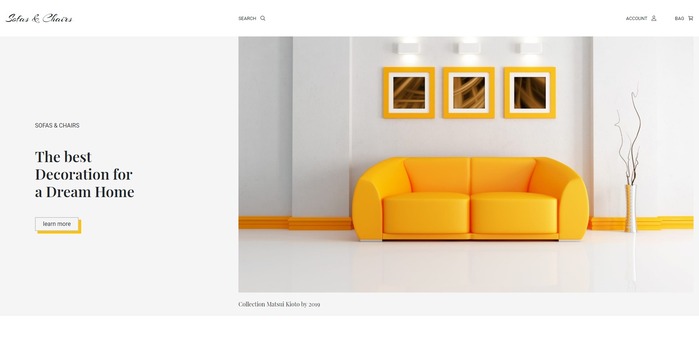 Sofas & Chairs
SEARCH
ACCOUNT
BAG
SOFAS & CHAIRS
The best
Decoration for
a Dream Home
learn more
Collection Matsui Kioto by 2019